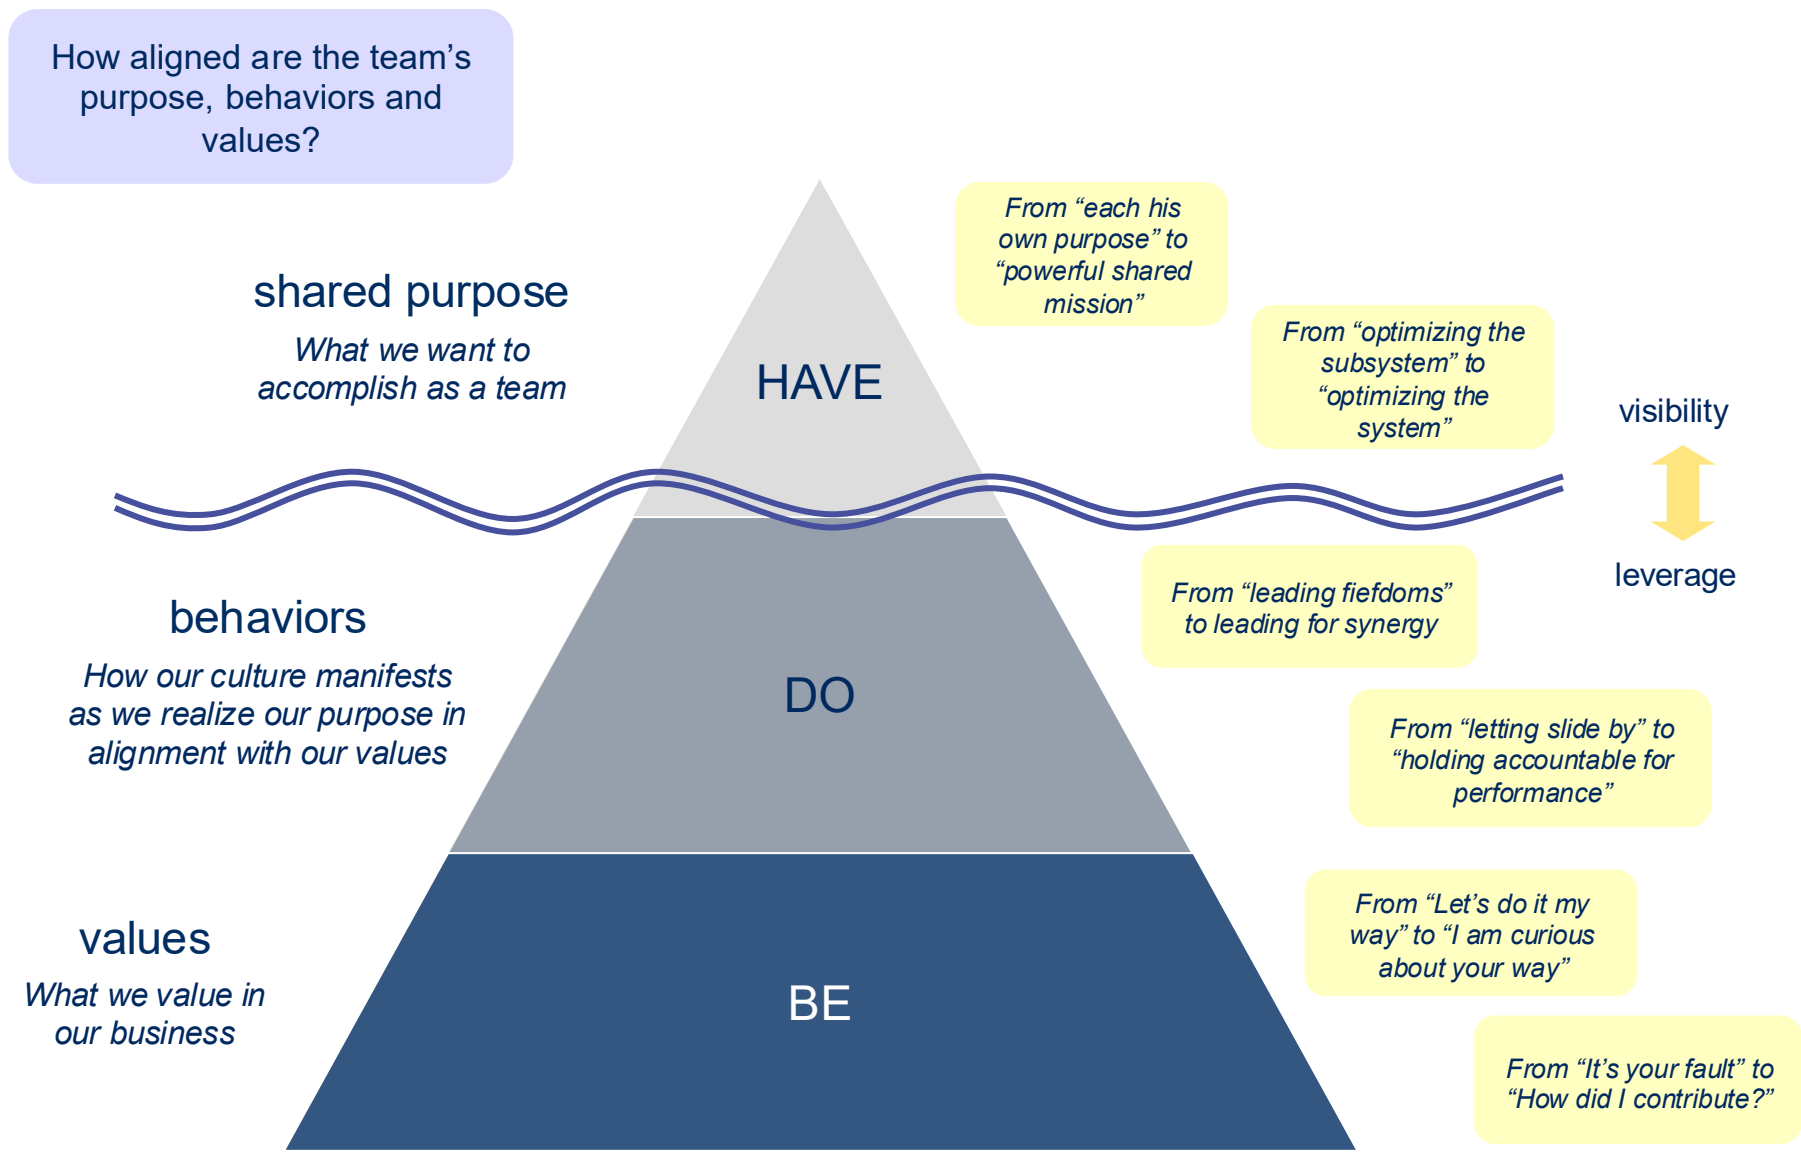 How aligned are the team’s
purpose, behaviors and
values?
shared purpose
What we want to
accomplish as a team
HAVE
From “each his
own purpose” to
“powerful shared
mission”
From “optimizing the
subsystem” to
“optimizing the
system”
visibility
leverage
behaviors
How our culture manifests
as we realize our purpose in
alignment with our values
DO
From “leading fiefdoms”
to leading for synergy
From “letting slide by” to
“holding accountable for
performance”
values
What we value in
our business
BE
From “Let’s do it my
way” to “I am curious
about your way”
From “It’s your fault” to
“How did I contribute?”